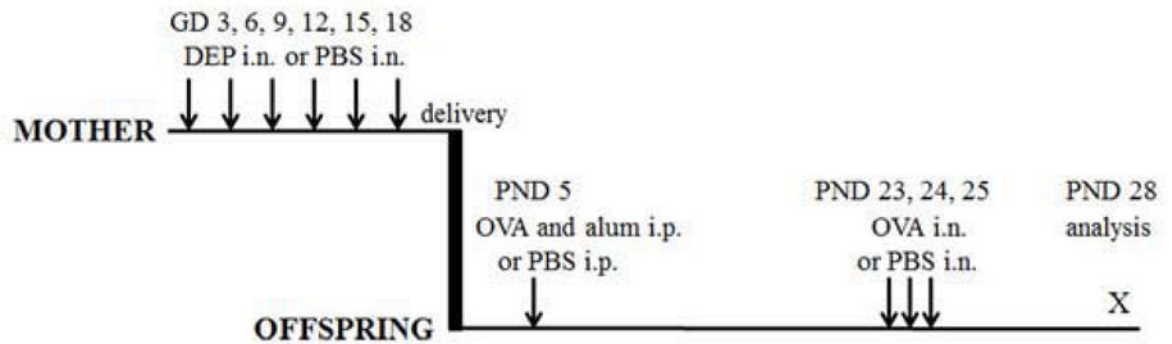 GD 3, 6, 9, 12, 15, 18
DEP i.n. or PBS i.n.
delivery
MOTHER
PND 5
OVA and alum i.p.
or PBS i.p.
PND 23, 24, 25
OVA i.n.
or PBS i.n.
PND 28
analysis
X
OFFSPRING